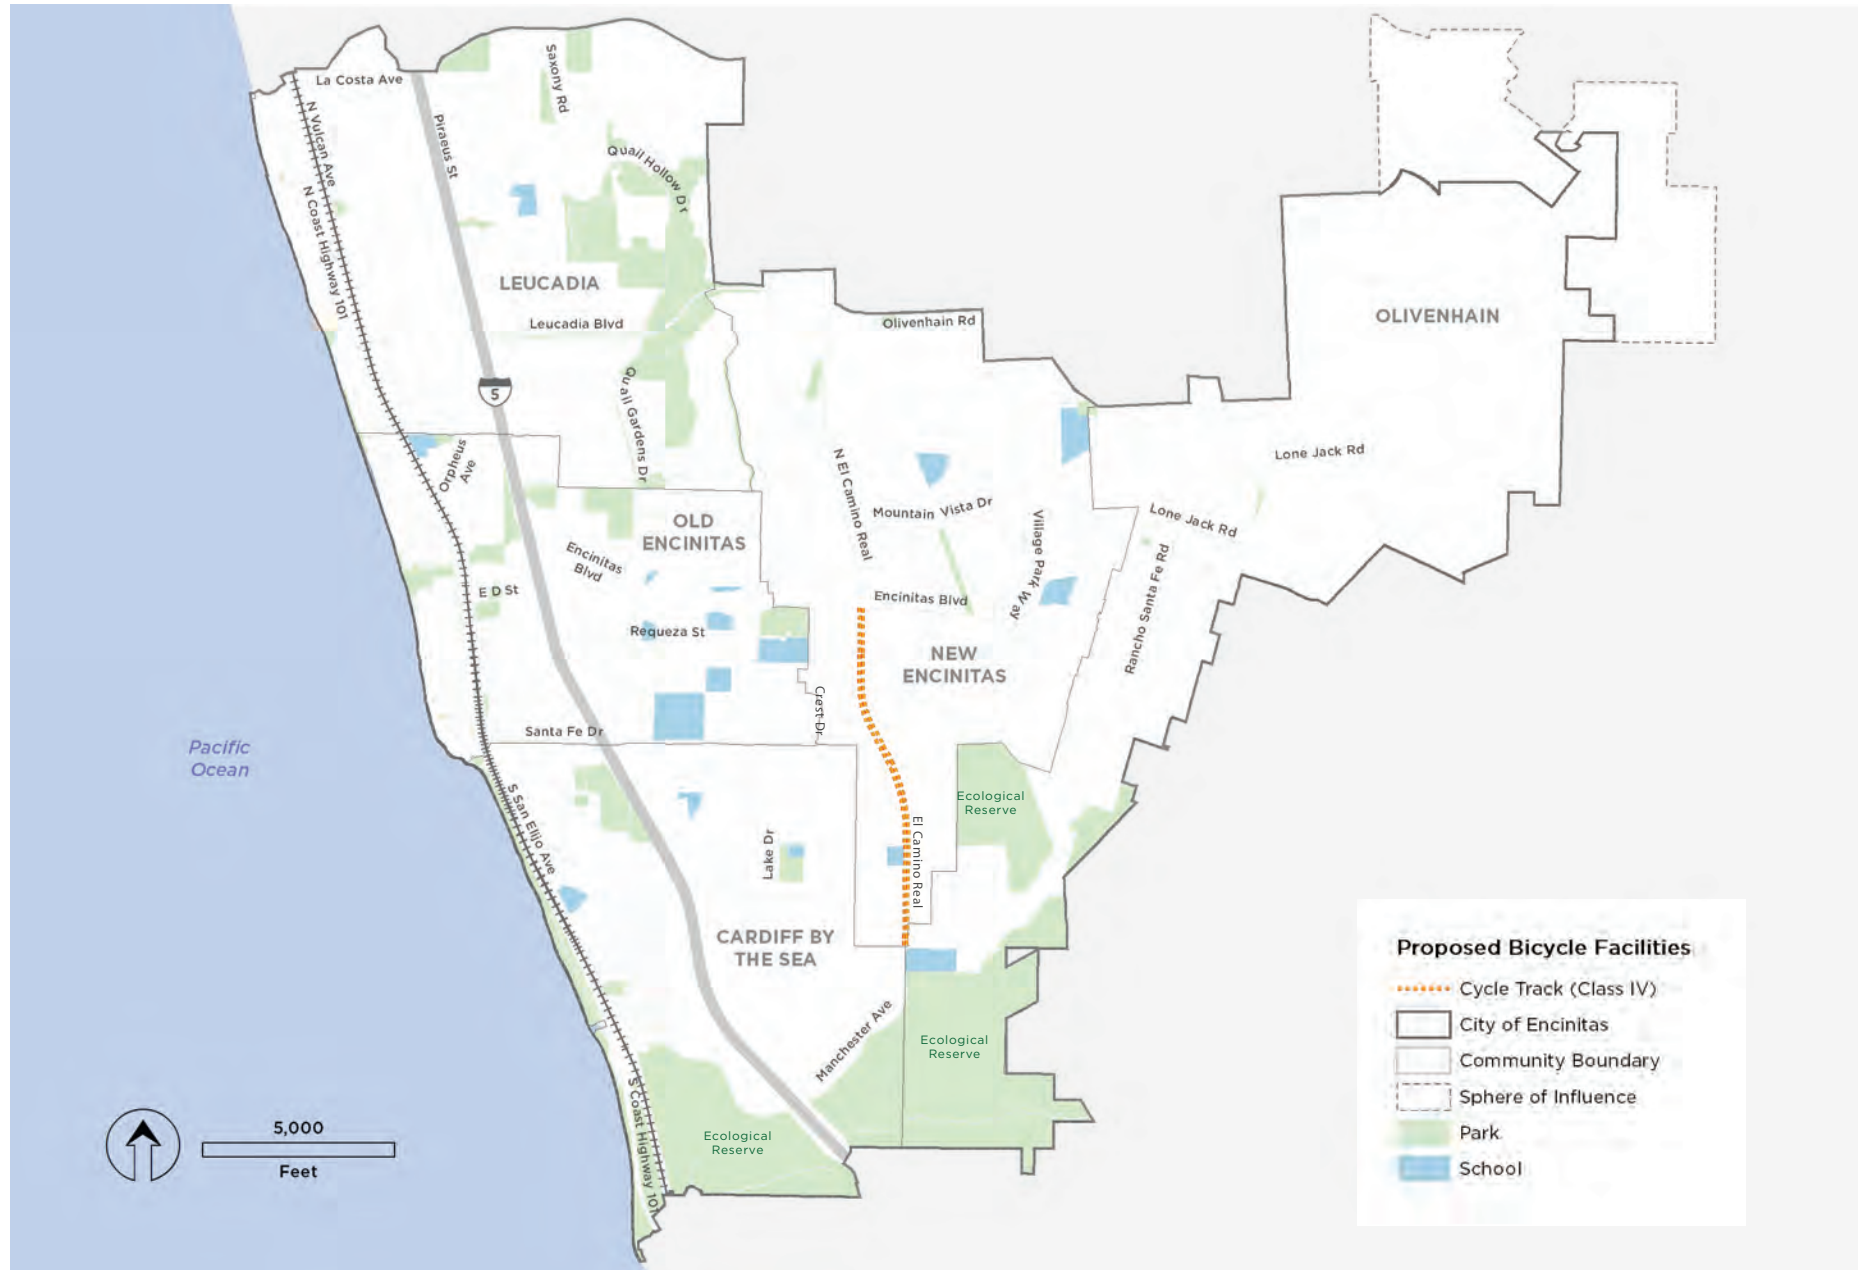 La Costa Ave
Saxony Rd
N Vulcan Ave
Piraeus St
Quail Hollow Dr
N Coast Highway 101
LEUCADIA
Leucadia Blvd
Olivenhain Rd
OLIVENHAIN
5
Quail Gardens Dr
Orpheus
Ave
N El Camino Real
Lone Jack Rd
Mountain Vista Dr
Lone Jack Rd
OLD
ENCINITAS
Village Park Way
Encinitas
Blvd
Rancho Santa Fe Rd
E D St
Encinitas Blvd
Requeza St
NEW
ENCINITAS
Crest Dr
Santa Fe Dr
Pacific
Ocean
S San Elijo Ave
Ecological
Reserve
Lake Dr
El Camino Real
CARDIFF BY
THE SEA
Manchester Ave
Ecological
Reserve
S Coast Highway 101
Ecological
Reserve
5,000
Feet
Proposed Bicycle Facilities
Cycle Track (Class IV)
City of Encinitas
Community Boundary
Sphere of Influence
Park
School